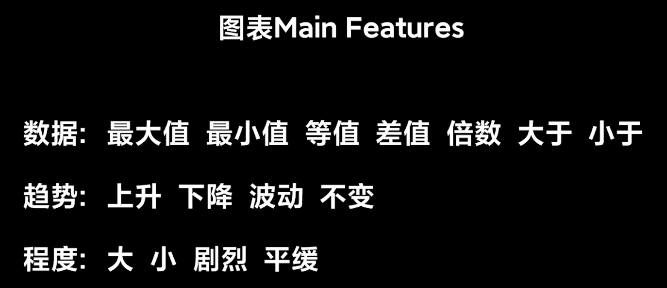 图表Main Features
数据: 最大值 最小值 等值 差值 倍数 大于 小于
趋势: 上升 下降 波动 不变
程度: 大 小 剧烈 平缓